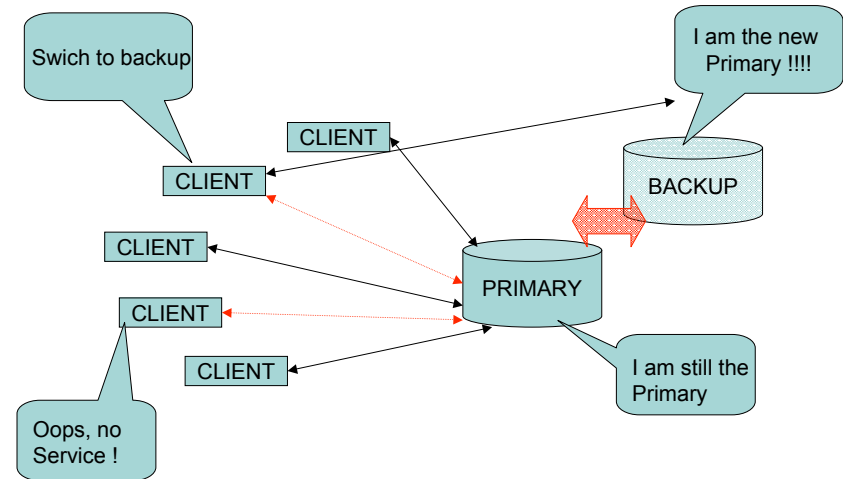 Swich to backup
I am the new
Primary !!!!
CLIENT
CLIENT
BACKUP
CLIENT
PRIMARY
CLIENT
CLIENT
I am still the
Primary
Oops, no
Service !